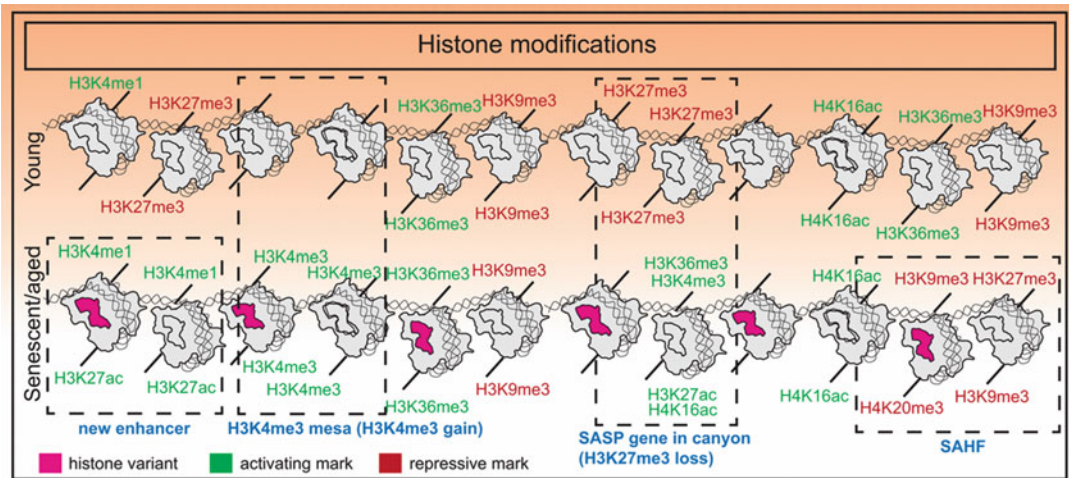 Histone modifications
Young
H3K4me1
H3K27me3
H3K36me3
H3K9me3
H3K27me3
H3K27me3
H4K16ac
H3K36me3
H3K9me3
H3K27me3
H3K36me3
H3K9me3
H3K27me3
H4K16ac
H3K36me3
H3K9me3
Senescent/aged
H3K4me1
H3K4me1
H3K4me3
H3K4me3
H3K36me3
H3K9me3
H3K36me3
H3K4me3
H4K16ac
H3K9me3
H3K27me3
H3K27ac
H3K27ac
H3K4me3
H3K4me3
H3K36me3
H3K9me3
H3K27ac
H4K16ac
H4K16ac
H4K20me3
H3K9me3
new enhancer
H3K4me3 mesa (H3K4me3 gain)
SASP gene in canyon
(H3K27me3 loss)
SAHF
histone variant
activating mark
repressive mark